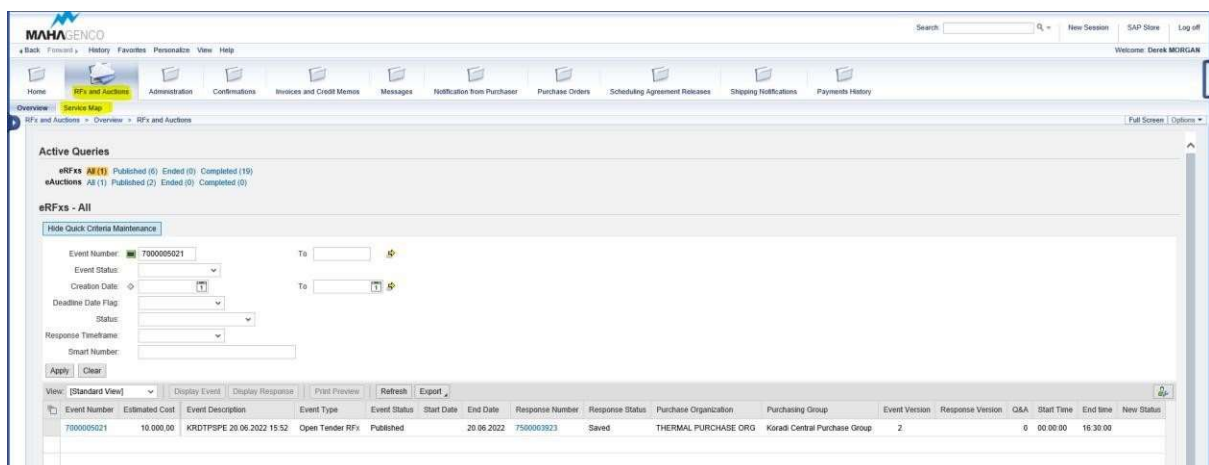 MAHAGENCO
Search: New Session SAP Store Log off
Back Forward History Favorites Personalize View Help Welcome: Derek MORGAN
Home RFx and Auctions Administration Confirmations Invoices and Credit Memos Messages Notification from Purchaser Purchase Orders Scheduling Agreement Releases Shipping Notifications Payments History
Overview Service Map
RFx and Auctions > Overview > RFx and Auctions Full Screen Options
Active Queries
eRFxs All (1) Published (6) Ended (0) Completed (19)
eAuctions All (1) Published (2) Ended (0) Completed (0)
eRFxs - All
Hide Quick Criteria Maintenance
Event Number: 7000005021 To
Event Status:
Creation Date: To
Deadline Date Flag:
Status:
Response Timeframe:
Smart Number:
Apply Clear
View: [Standard View] Display Event Display Response Print Preview Refresh Export
Event Number Estimated Cost Event Description Event Type Event Status Start Date End Date Response Number Response Status Purchase Organization Purchasing Group Event Version Response Version Q&A Start Time End time New Status
7000005021 10.000,00 KRDTPSPE 20.06.2022 15:52 Open Tender RFx Published 20.06.2022 7500003923 Saved THERMAL PURCHASE ORG Koradi Central Purchase Group 2 0 00:00:00 16:30:00